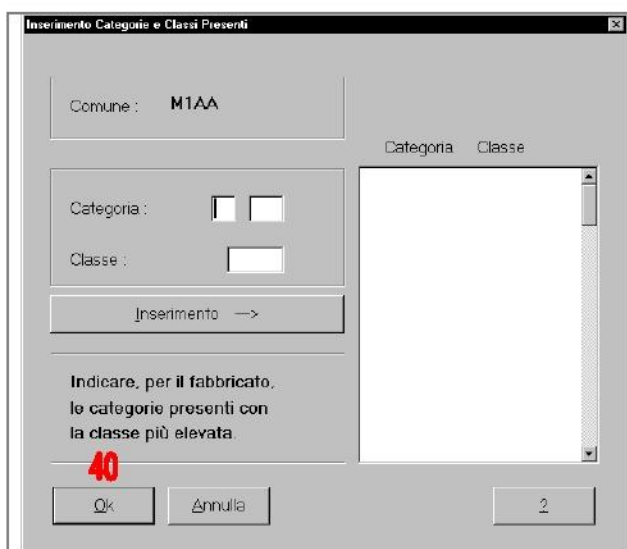 Inserimento Categorie e Classi Presenti
Comune : M1AA
Categoria Classe
Categoria :
Classe :
Inserimento —>
Indicare, per il fabbricato,
le categorie presenti con
la classe più elevata.
40
Ok Annulla ?